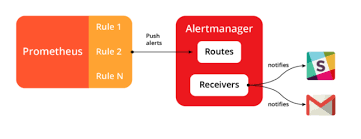 Prometheus
Rule 1
Rule 2
Rule N
Push
alerts
Alertmanager
Routes
Receivers
notifies
notifies